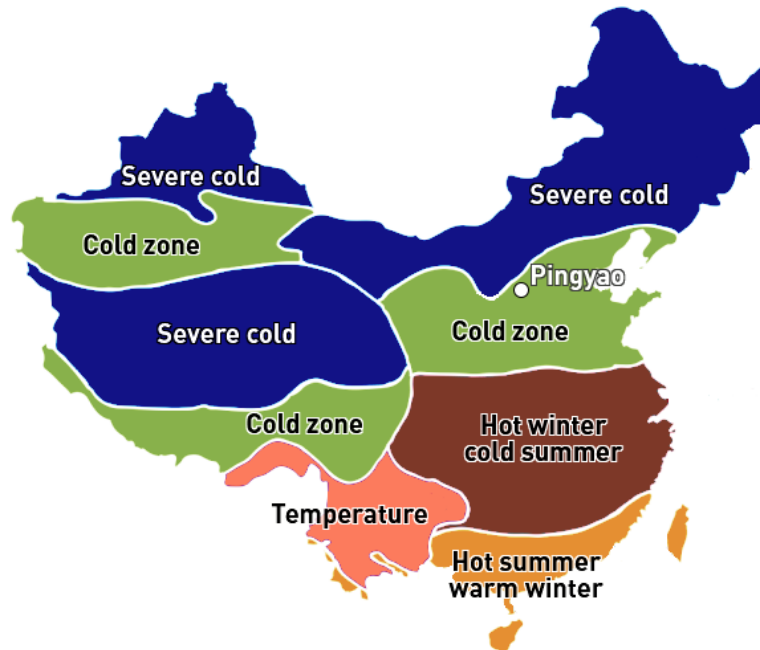 Severe cold
Severe cold
Cold zone
Pingyao
Severe cold
Cold zone
Cold zone
Hot winter
cold summer
Temperature
Hot summer
warm winter